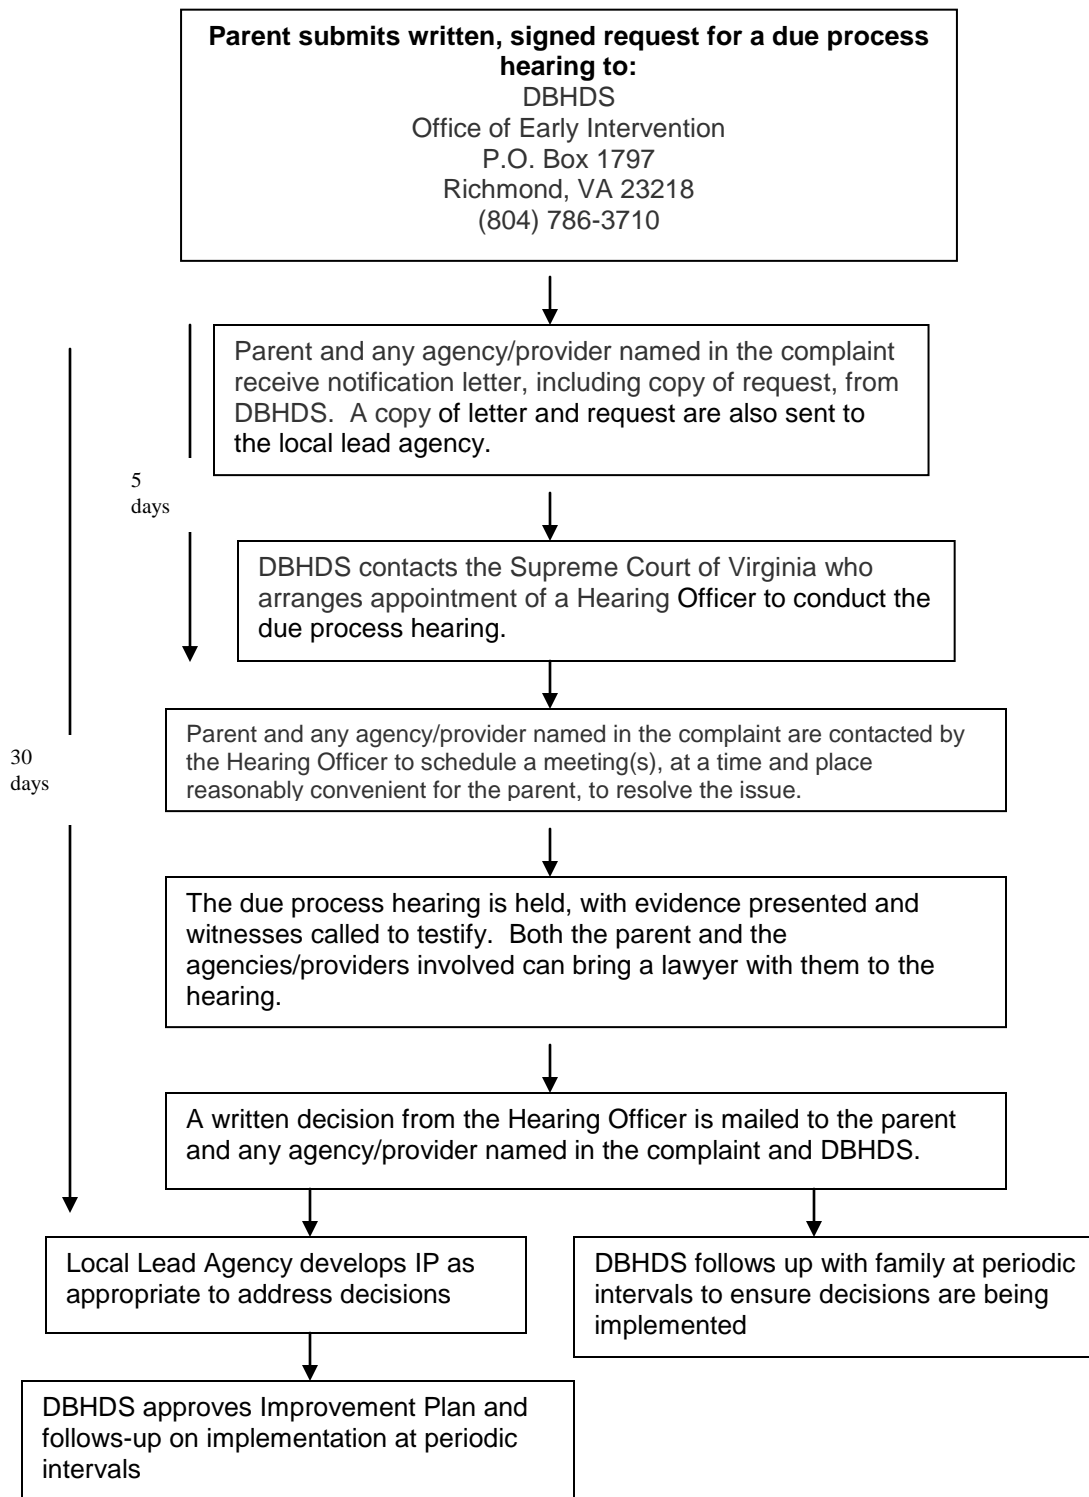 Parent submits written, signed request for a due process
hearing to:
DBHDS
Office of Early Intervention
P.O. Box 1797
Richmond, VA 23218
(804) 786-3710
Parent and any agency/provider named in the complaint
receive notification letter, including copy of request, from
DBHDS.  A copy of letter and request are also sent to
the local lead agency.
5
days
DBHDS contacts the Supreme Court of Virginia who
arranges appointment of a Hearing Officer to conduct the
due process hearing.
30
days
Parent and any agency/provider named in the complaint are contacted by
the Hearing Officer to schedule a meeting(s), at a time and place
reasonably convenient for the parent, to resolve the issue.
The due process hearing is held, with evidence presented and
witnesses called to testify.  Both the parent and the
agencies/providers involved can bring a lawyer with them to the
hearing.
A written decision from the Hearing Officer is mailed to the parent
and any agency/provider named in the complaint and DBHDS.
Local Lead Agency develops IP as
appropriate to address decisions
DBHDS follows up with family at periodic
intervals to ensure decisions are being
implemented
DBHDS approves Improvement Plan and
follows-up on implementation at periodic
intervals